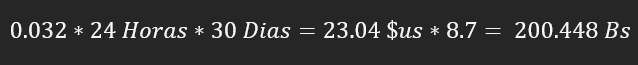 0.032 * 24 Horas * 30 Dias = 23.04 $us * 8.7 = 200.448 Bs